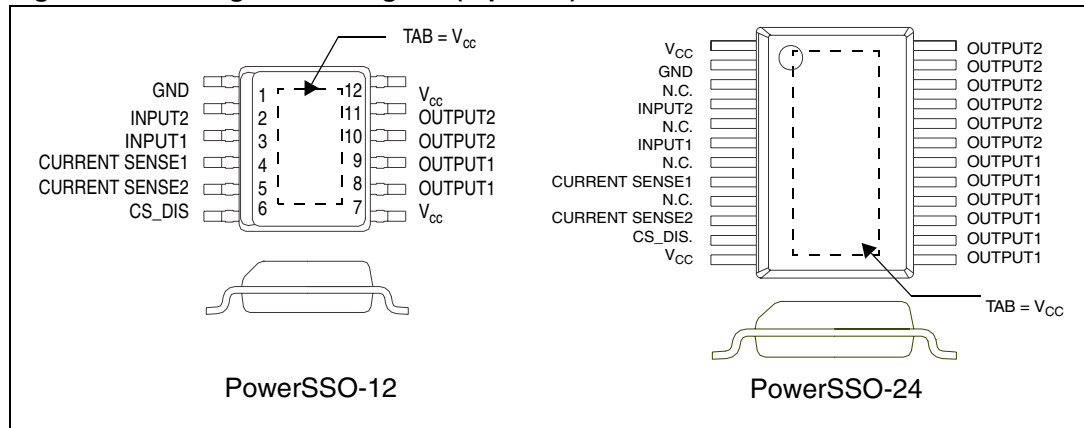 TAB = Vcc
GND
INPUT2
INPUT1
CURRENT SENSE1
CURRENT SENSE2
CS_DIS
1
2
3
4
5
6
12
11
10
9
8
7
Vcc
OUTPUT2
OUTPUT2
OUTPUT1
OUTPUT1
Vcc
PowerSSO-12
VCC
GND
N.C.
INPUT2
N.C.
INPUT1
N.C.
CURRENT SENSE1
N.C.
CURRENT SENSE2
CS_DIS.
VCC
OUTPUT2
OUTPUT2
OUTPUT2
OUTPUT2
OUTPUT2
OUTPUT2
OUTPUT1
OUTPUT1
OUTPUT1
OUTPUT1
OUTPUT1
OUTPUT1
TAB = VCC
PowerSSO-24